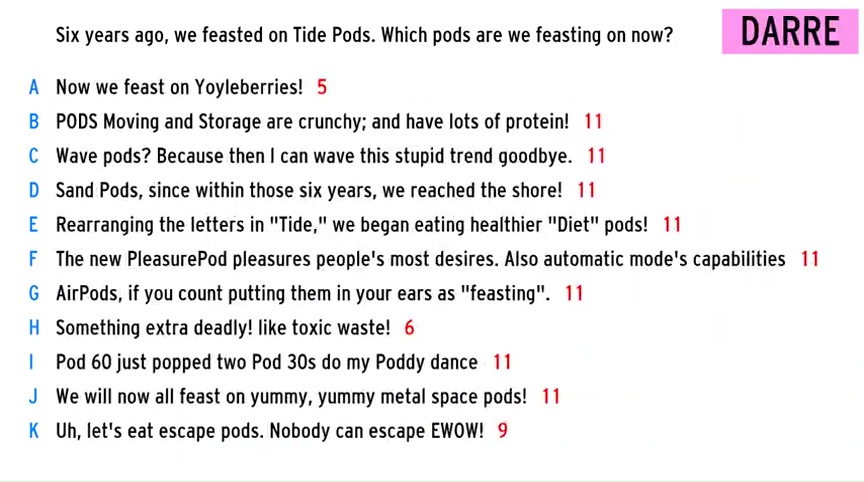 Six years ago, we feasted on Tide Pods. Which pods are we feasting on now?
DARRE
A Now we feast on Yoyleberries! 5
B PODS Moving and Storage are crunchy; and have lots of protein! 11
C Wave pods? Because then I can wave this stupid trend goodbye. 11
D Sand Pods, since within those six years, we reached the shore! 11
E Rearranging the letters in "Tide," we began eating healthier "Diet" pods! 11
F The new PleasurePod pleasures people's most desires. Also automatic mode's capabilities 11
G AirPods, if you count putting them in your ears as "feasting". 11
H Something extra deadly! like toxic waste! 6
I Pod 60 just popped two Pod 30s do my Poddy dance 11
J We will now all feast on yummy, yummy metal space pods! 11
K Uh, let's eat escape pods. Nobody can escape EWOW! 9